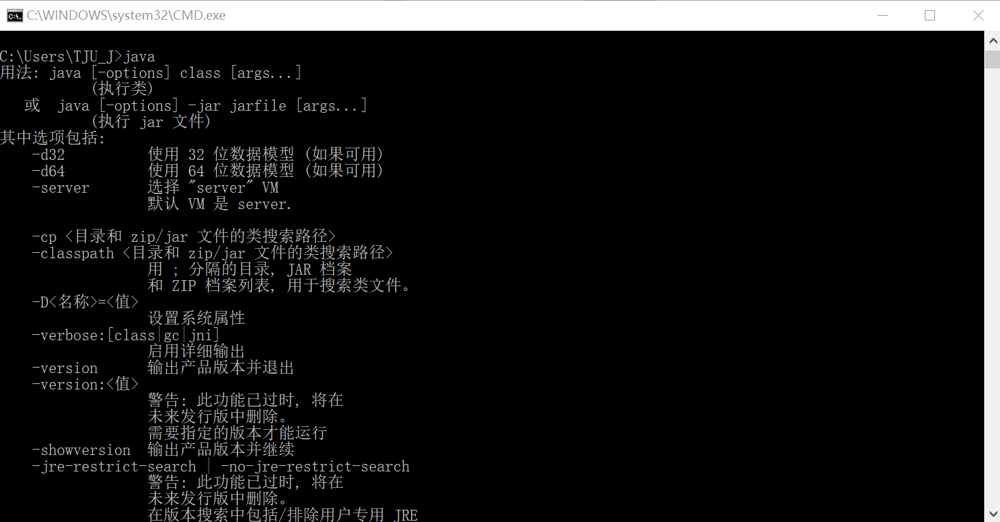 C:\WINDOWS\system32\CMD.exe
C:\Users\TJU_J>java
用法: java [-options] class [args...]
(执行类)
或 java [-options] -jar jarfile [args...]
(执行 jar 文件)
其中选项包括:
-d32 使用 32 位数据模型 (如果可用)
-d64 使用 64 位数据模型 (如果可用)
-server 选择 "server" VM
默认 VM 是 server.
-cp <目录和 zip/jar 文件的类搜索路径>
-classpath <目录和 zip/jar 文件的类搜索路径>
用 ; 分隔的目录, JAR 档案
和 ZIP 档案列表, 用于搜索类文件。
-D<名称>=<值>
设置系统属性
-verbose:[class|gc|jni]
启用详细输出
-version 输出产品版本并退出
-version:<值>
警告: 此功能已过时, 将在
未来发行版中删除。
需要指定的版本才能运行
-showversion 输出产品版本并继续
-jre-restrict-search | -no-jre-restrict-search
警告: 此功能已过时, 将在
未来发行版中删除。
在版本搜索中包括/排除用户专用 JRE